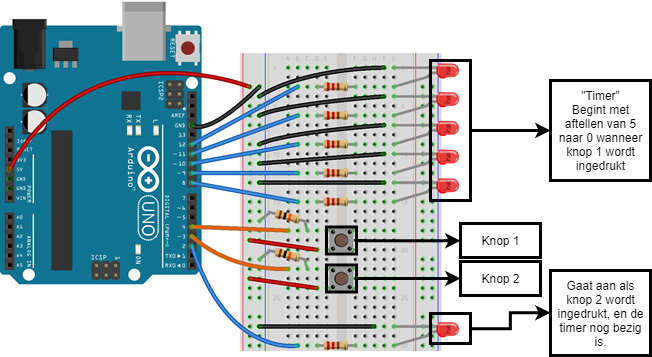 RESET
ICSP2
AREF
GND
13
12
~11
~10
~9
8
L
TX
RX
Arduino
UNO
DIGITAL (PWM=~)
7
~6
~5
4
~3
2
TX0 1
RX0 0
IOREF
RESET
3V3
5V
GND
GND
VIN
POWER
A0
A1
A2
A3
A4
A5
ANALOG IN
ICSP
1
ON
"Timer"
Begint met
aftellen van 5
naar 0 wanneer
knop 1 wordt
ingedrukt
Knop 1
Knop 2
Gaat aan als
knop 2 wordt
ingedrukt, en de
timer nog bezig
is.